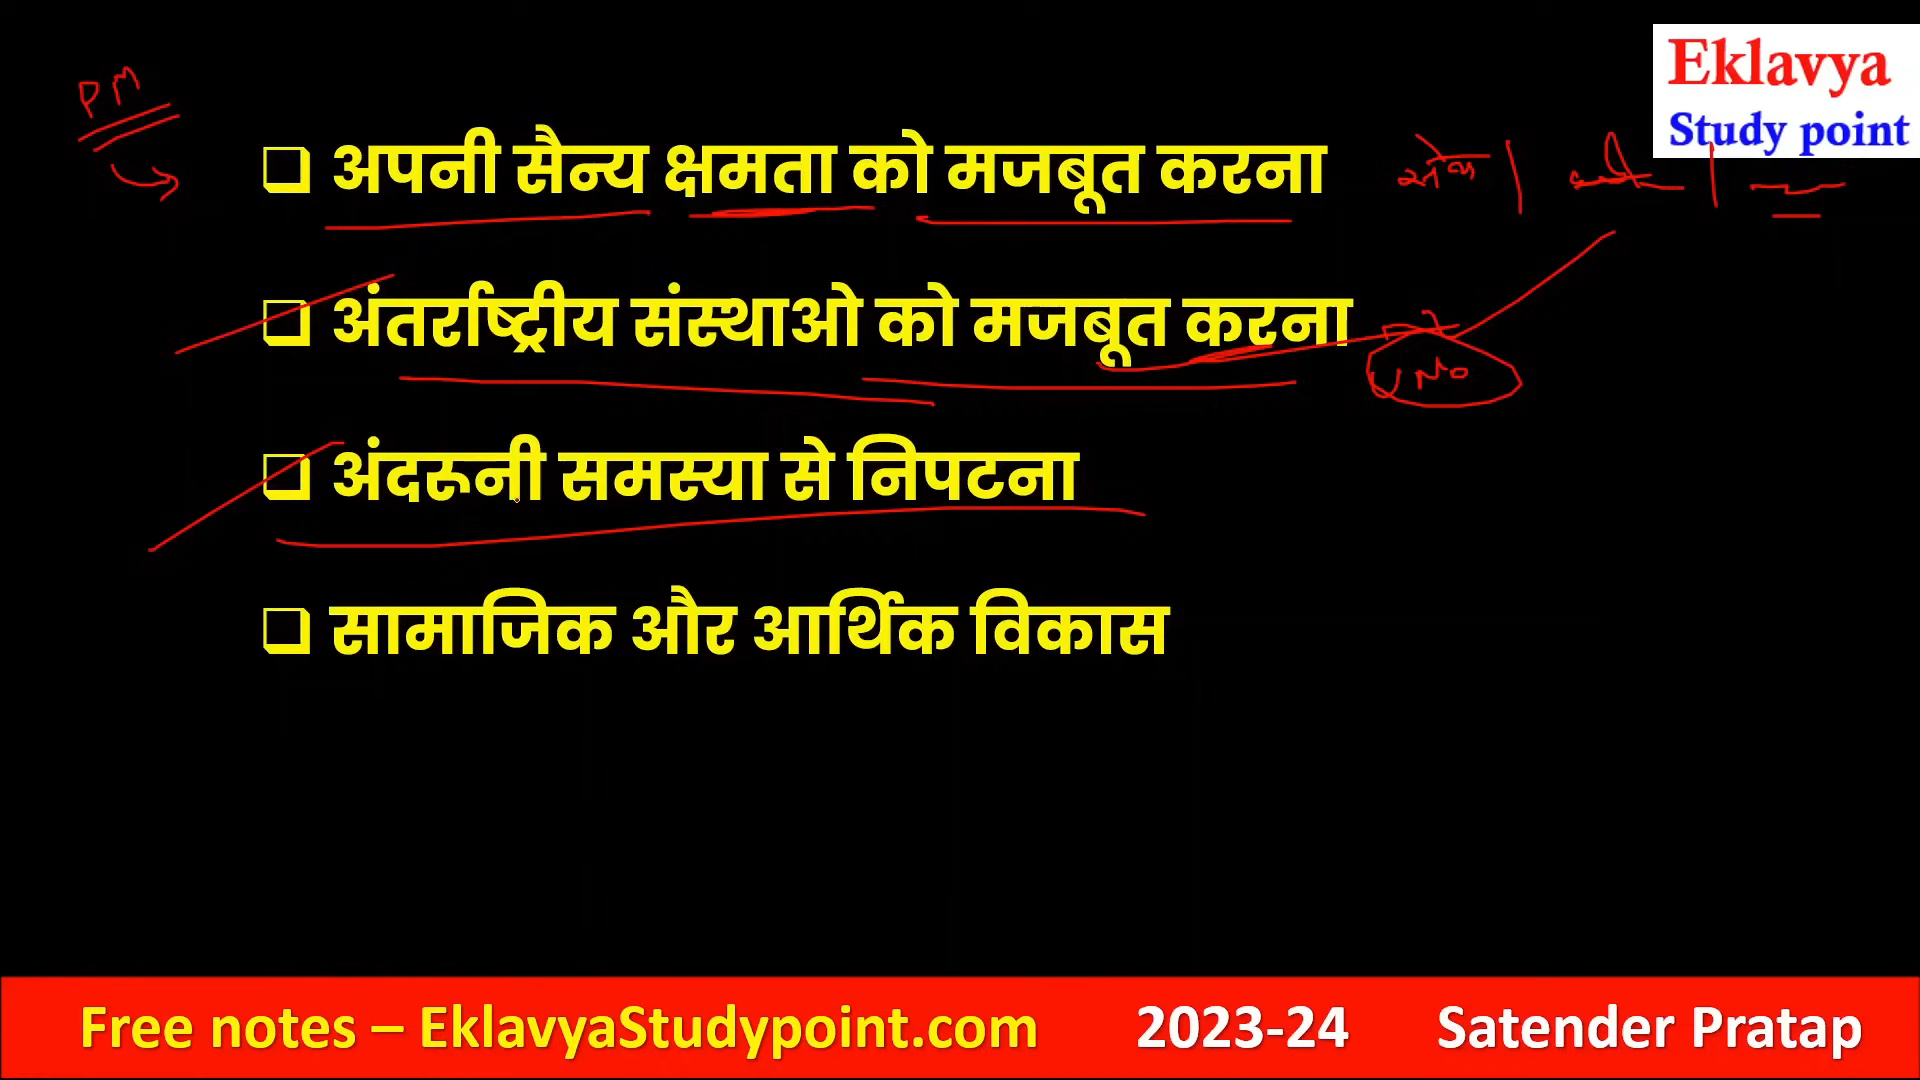 Eklavya
Study point
PM
❑ अपनी सैन्य क्षमता को मजबूत करना
❑ अंतर्राष्ट्रीय संस्थाओ को मजबूत करना
UNO
❑ अंदरूनी समस्या से निपटना
❑ सामाजिक और आर्थिक विकास
Free notes – EklavyaStudypoint.com 2023-24 Satender Pratap